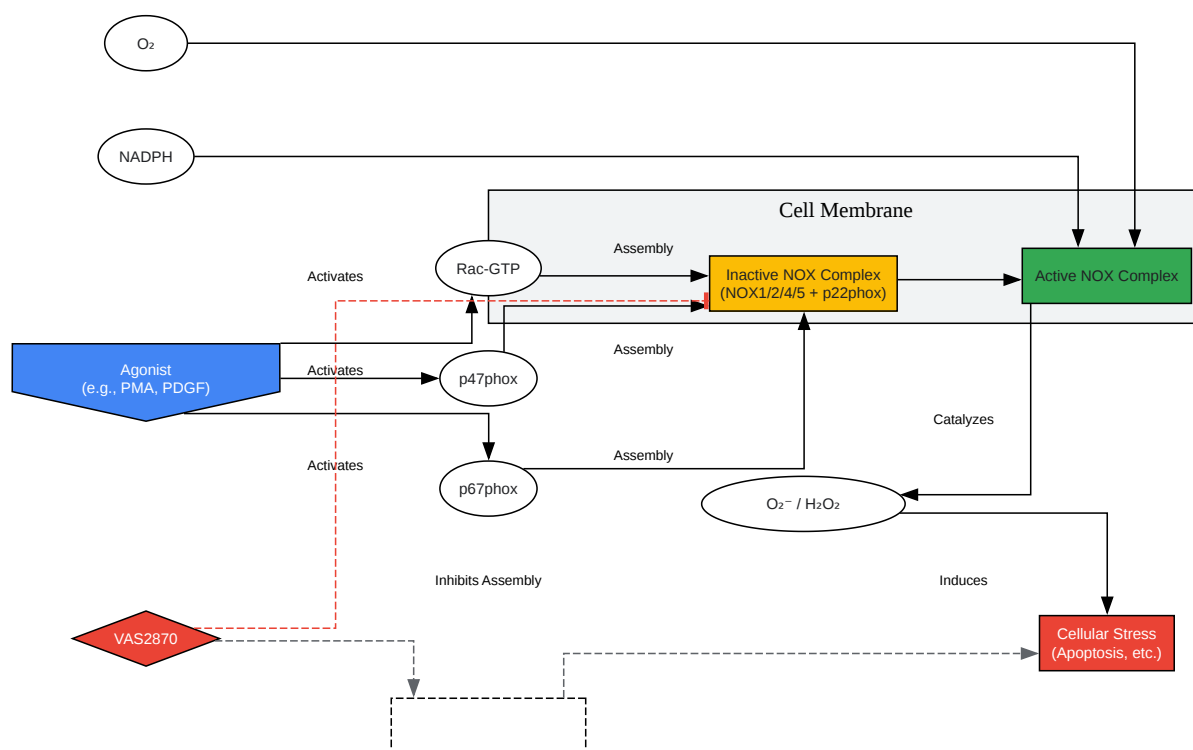 O₂
NADPH
Cell Membrane
Rac-GTP
Assembly
Activates
Inactive NOX Complex
(NOX1/2/4/5 + p22phox)
Active NOX Complex
Assembly
Agonist
(e.g., PMA, PDGF)
Activates
p47phox
Catalyzes
Activates
Assembly
p67phox
O₂⁻ / H₂O₂
Inhibits Assembly
Induces
VAS2870
Cellular Stress
(Apoptosis, etc.)